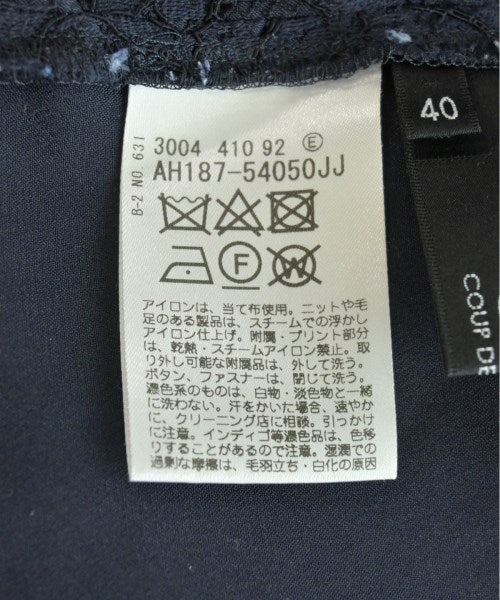 B-2 NO. 631
3004 410 92 Ⓔ
AH187-54050JJ
F
W
アイロンは、当て布使用。ニットや毛
足のある製品は、スチームでの浮かし
アイロン仕上げ。附属・プリント部分
は、乾熱・スチームアイロン禁止。取
り外し可能な附属品は、外して洗う。
ボタン、ファスナーは、閉じて洗う。
濃色系のものは、白物・淡色物と一緒
に洗わない。汗をかいた場合、速やか
に、クリーニング店に相談。引っかけ
に注意。インディゴ等濃色品は、色移
りすることがあるので注意。湿潤での
過剰な摩擦は、毛羽立ち・白化の原因
40
COUP DE